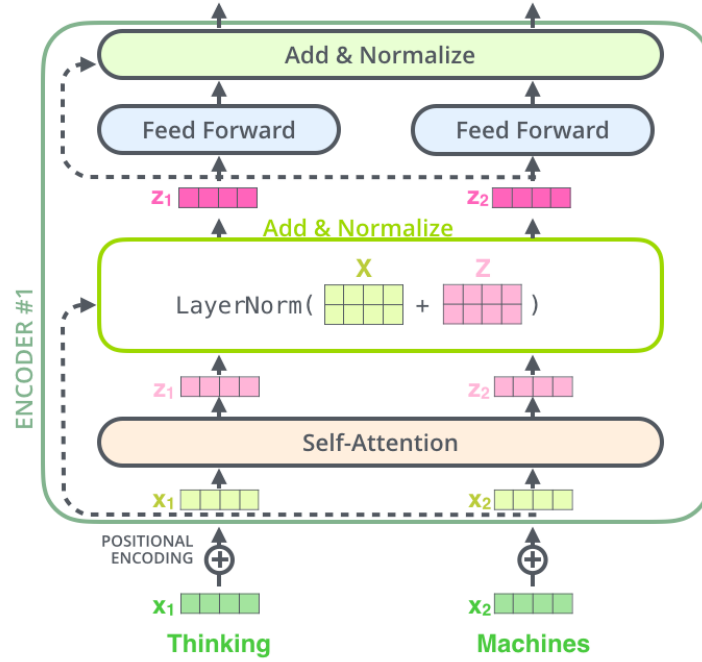 Add & Normalize
Feed Forward
Feed Forward
z1
z2
Add & Normalize
X
Z
LayerNorm(
+
)
z1
z2
Self-Attention
x1
x2
ENCODER #1
POSITIONAL
ENCODING
x1
x2
Thinking
Machines